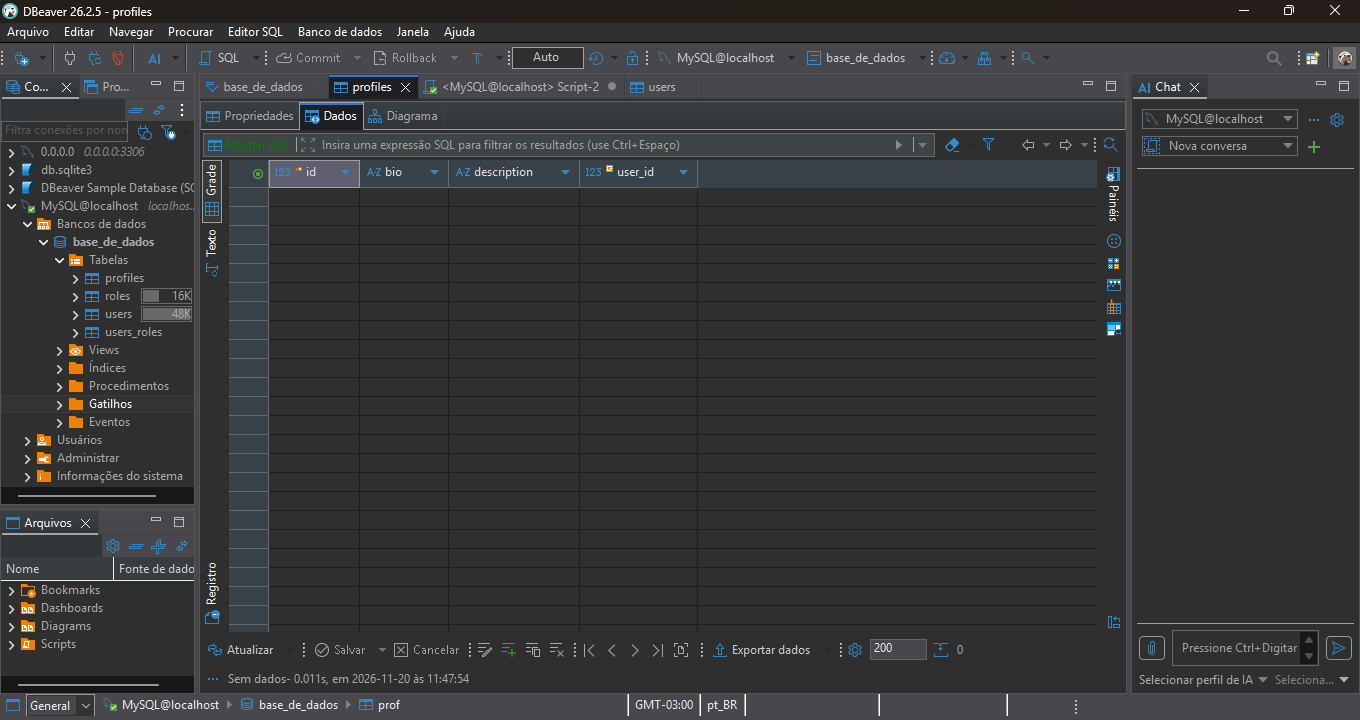 DBeaver 26.2.5 - profiles
Arquivo Editar Navegar Procurar Editor SQL Banco de dados Janela Ajuda
AI SQL Commit Rollback T Auto MySQL@localhost base_de_dados
Co... Pro...
Filtra conexões por nom
0.0.0.0 0.0.0.0:3306
db.sqlite3
DBeaver Sample Database (SQ
MySQL@localhost localhos...
Bancos de dados
base_de_dados
Tabelas
profiles
roles 16K
users 48K
users_roles
Views
Índices
Procedimentos
Gatilhos
Eventos
Usuários
Administrar
Informações do sistema
Arquivos
Nome Fonte de dado
Bookmarks
Dashboards
Diagrams
Scripts
base_de_dados profiles <MySQL@localhost> Script-2 users
Propriedades Dados Diagrama
Mostrar SQL Insira uma expressão SQL para filtrar os resultados (use Ctrl+Espaço)
Grade
Texto
Registro
123 id A-Z bio A-Z description 123 user_id
Painéis
Atualizar Salvar Cancelar Exportar dados 200 0
Sem dados- 0.011s, em 2026-11-20 às 11:47:54
AI Chat
MySQL@localhost
Nova conversa
Pressione Ctrl+Digitar
Selecionar perfil de IA Seleciona...
General MySQL@localhost base_de_dados prof
GMT-03:00 pt_BR